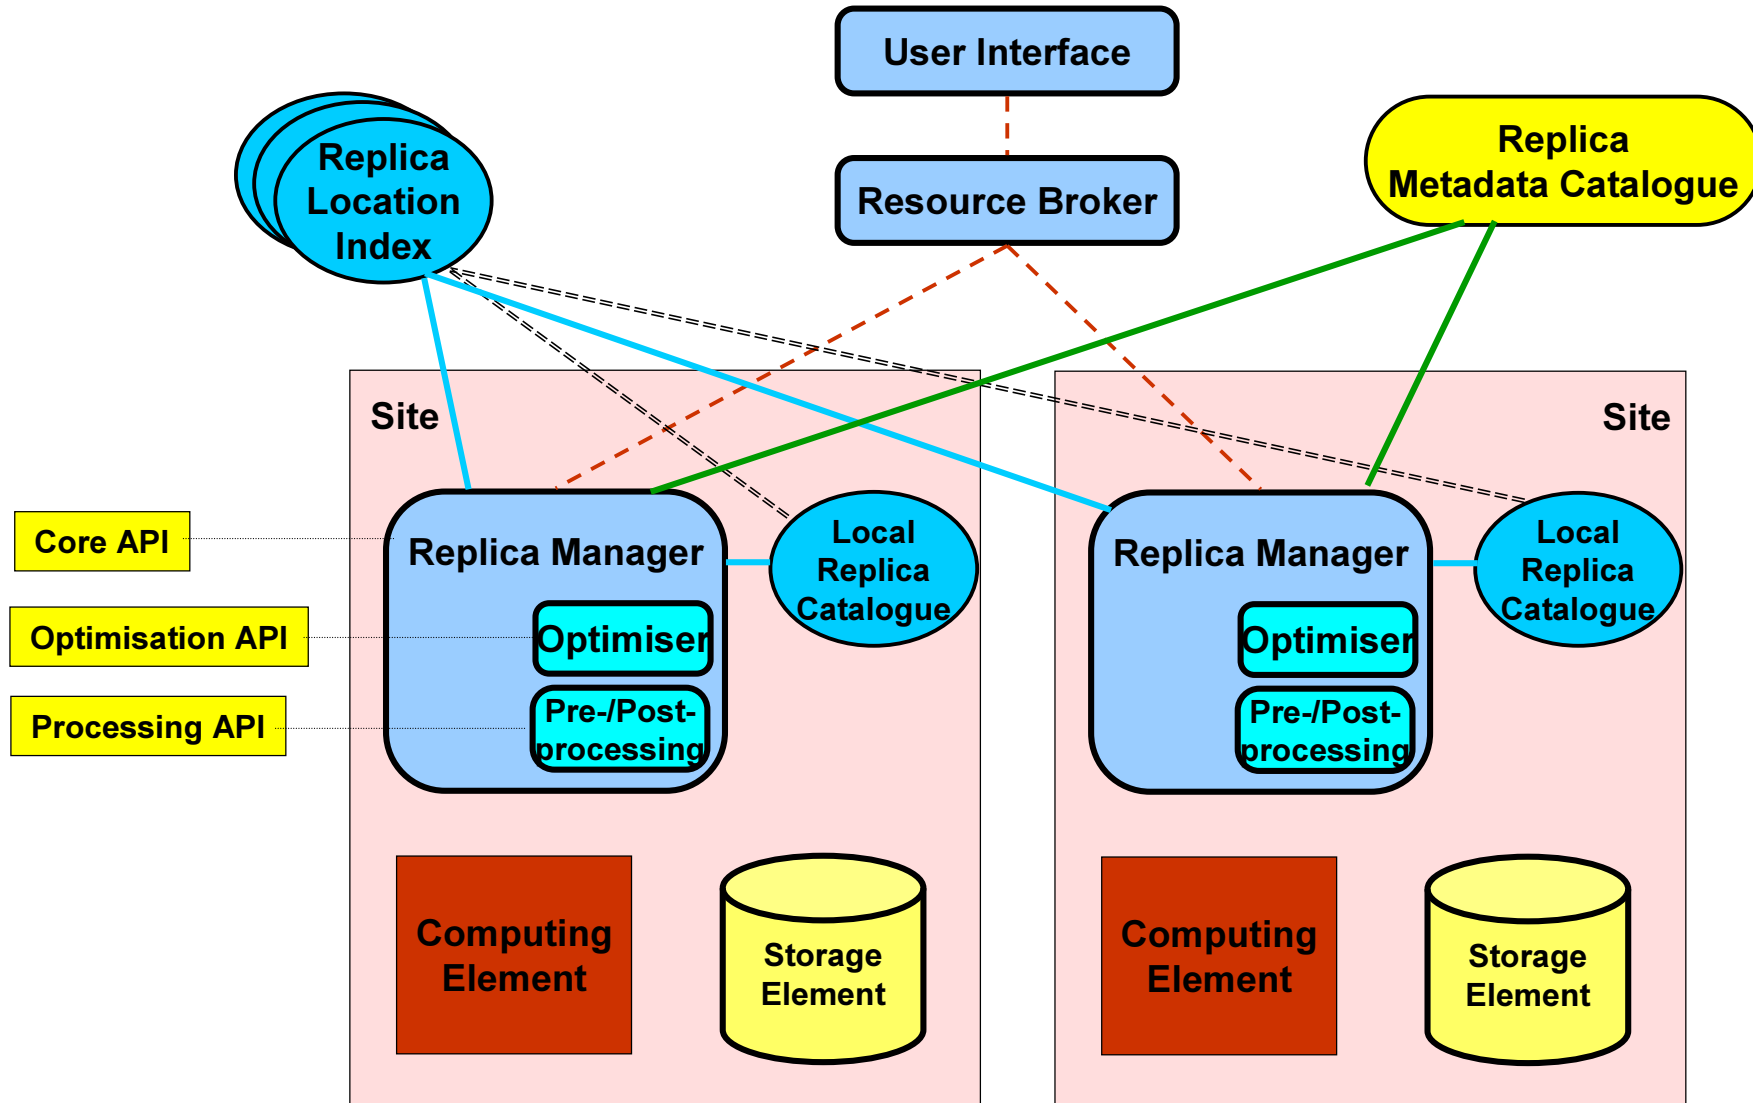 User Interface
Replica
Location
Index
Resource Broker
Replica
Metadata Catalogue
Site
Site
Core API
Optimisation API
Processing API
Replica Manager
Optimiser
Pre-/Post-
processing
Local
Replica
Catalogue
Computing
Element
Storage
Element
Replica Manager
Optimiser
Pre-/Post-
processing
Local
Replica
Catalogue
Computing
Element
Storage
Element